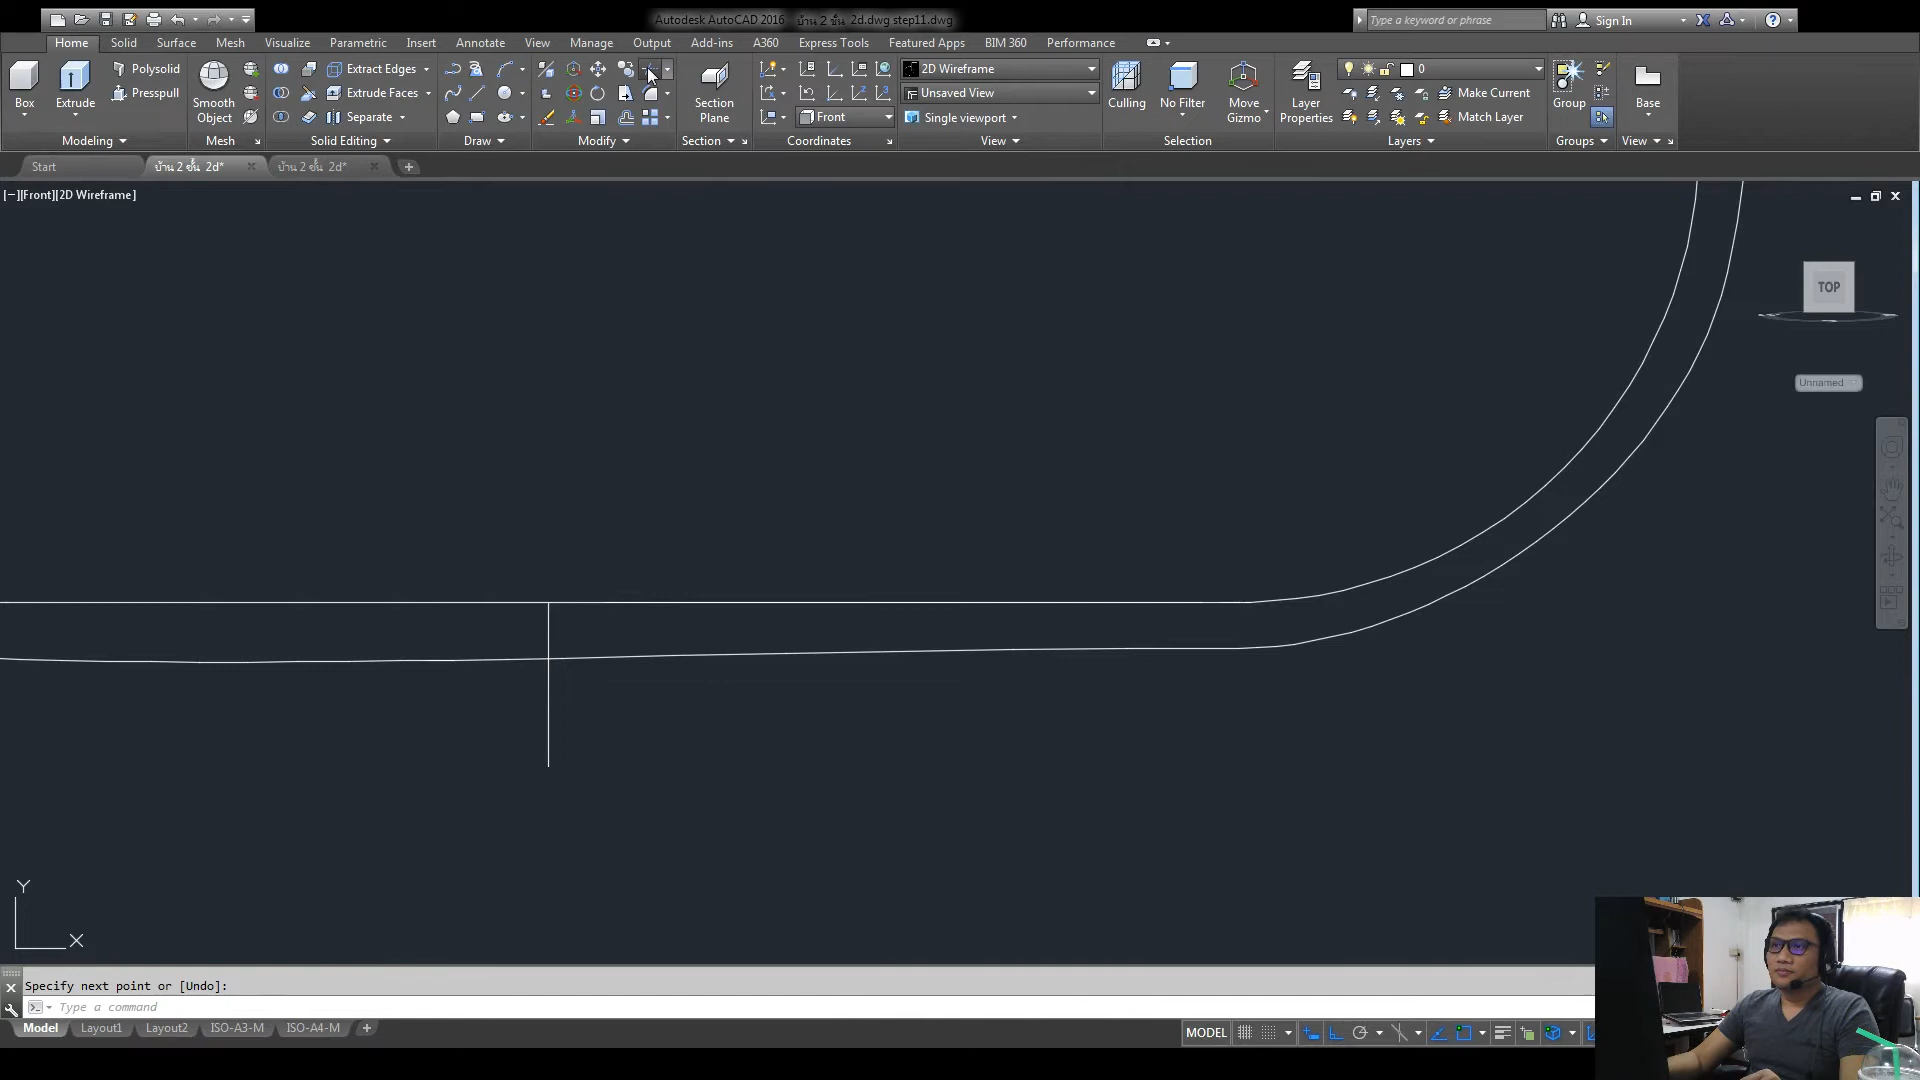 Autodesk AutoCAD 2016 บ้าน 2 ชั้น 2d.dwg step11.dwg
Type a keyword or phrase
Sign In
Home Solid Surface Mesh Visualize Parametric Insert Annotate View Manage Output Add-ins A360 Express Tools Featured Apps BIM 360 Performance
Box
Extrude
Polysolid
Presspull
Smooth
Object
Extract Edges
Extrude Faces
Separate
Section
Plane
Front
2D Wireframe
Unsaved View
Single viewport
Culling
No Filter
Move
Gizmo
Layer
Properties
0
Make Current
Match Layer
Group
Base
Modeling
Mesh
Solid Editing
Draw
Modify
Section
Coordinates
View
Selection
Layers
Groups
View
Start
บ้าน 2 ชั้น 2d*
บ้าน 2 ชั้น 2d*
[−][Front][2D Wireframe]
TOP
Unnamed
Y
X
Specify next point or [Undo]:
Type a command
Model Layout1 Layout2 ISO-A3-M ISO-A4-M
MODEL